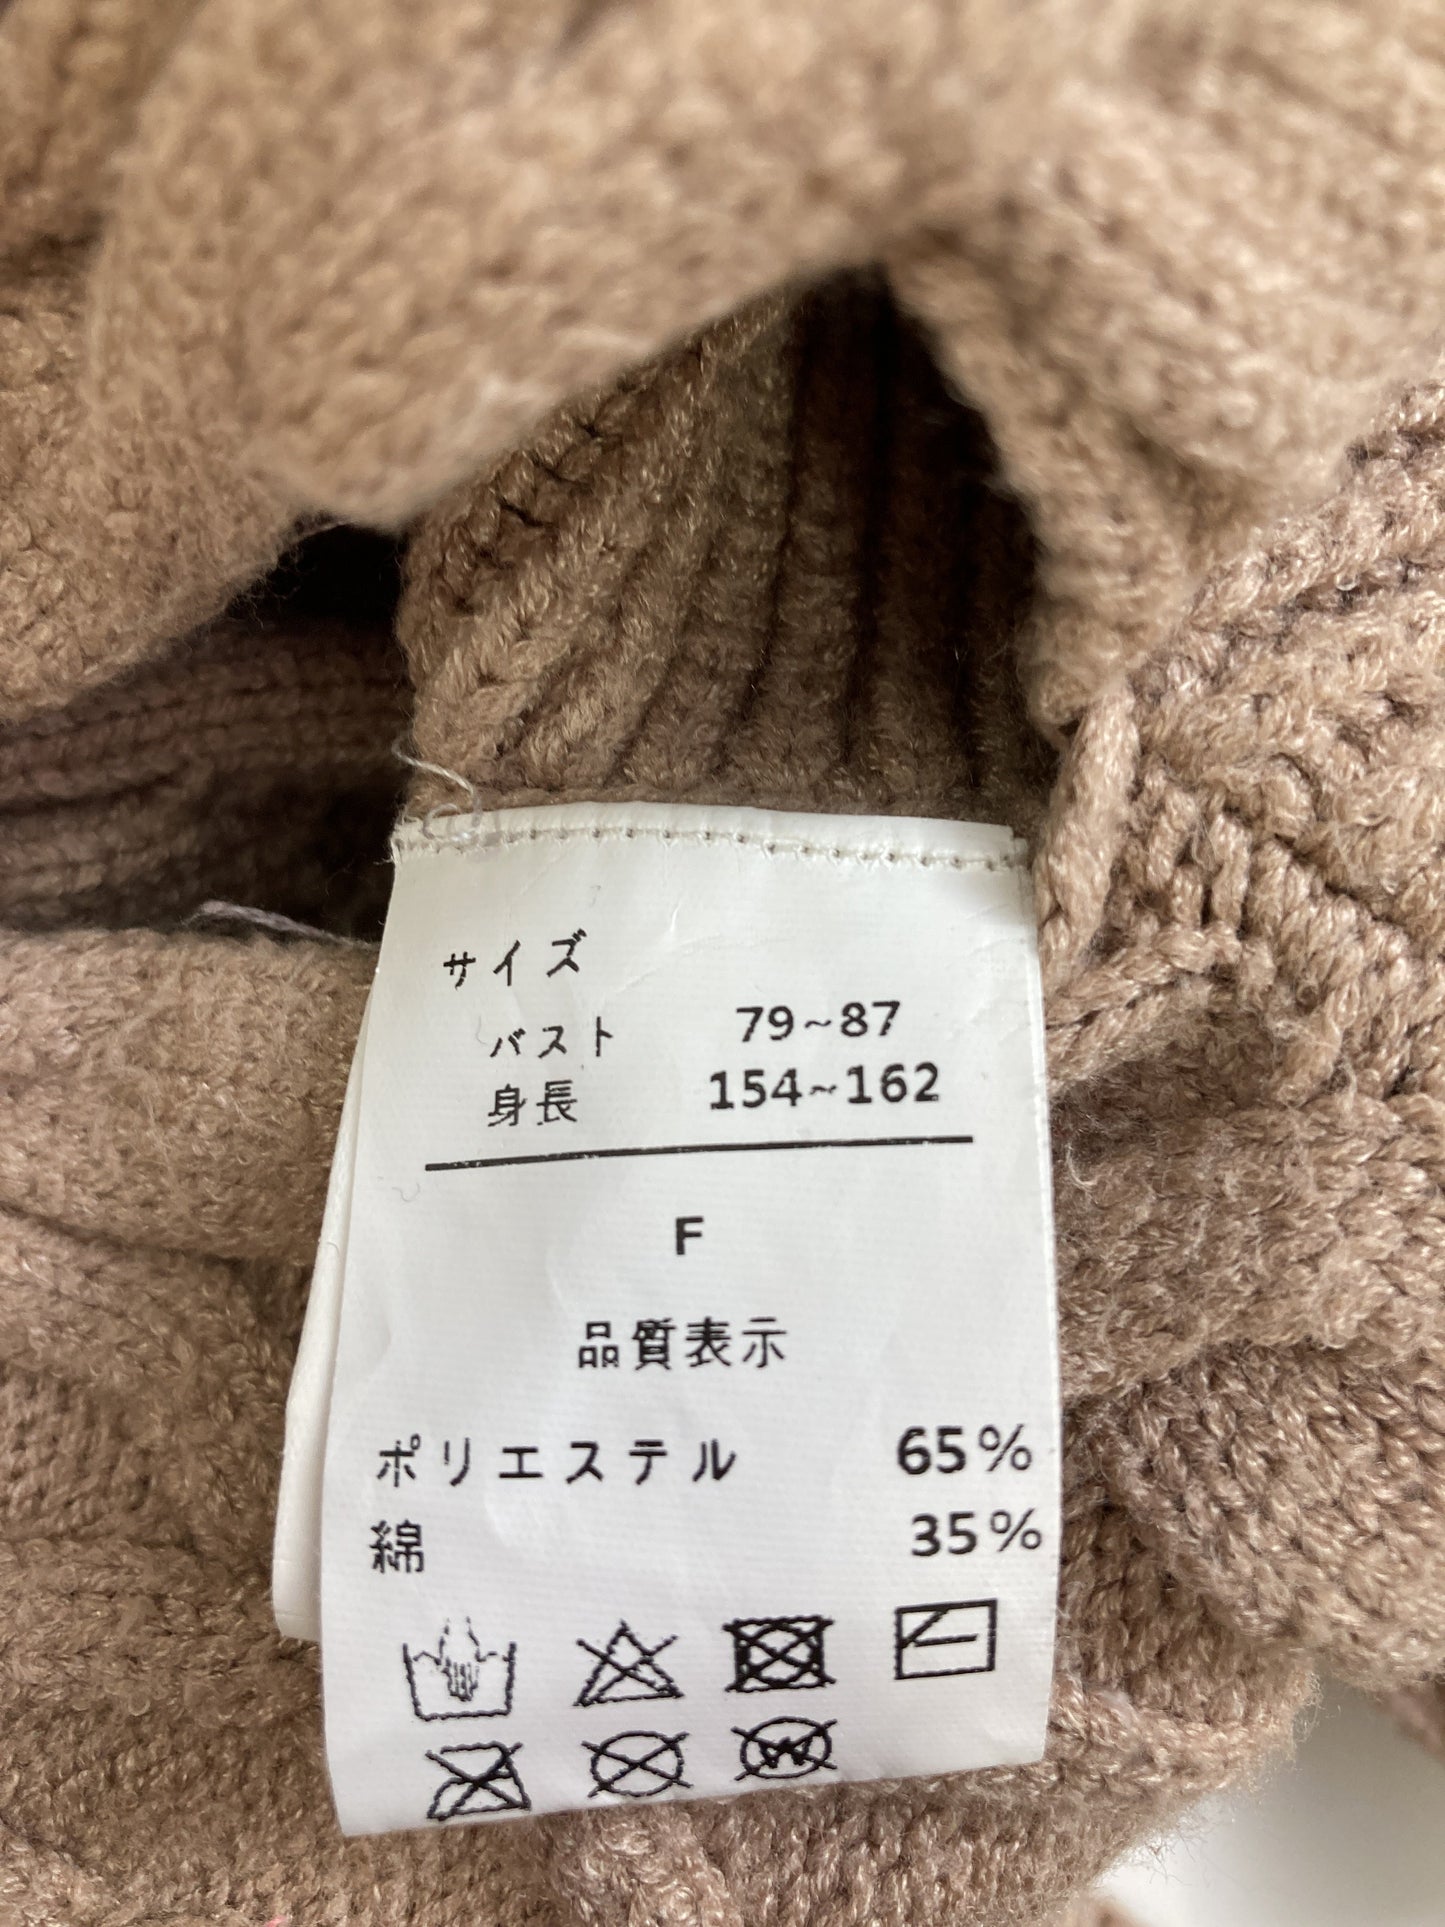 サイズ
バスト 79~87
身長 154~162
F
品質表示
ポリエステル 65%
綿 35%
W